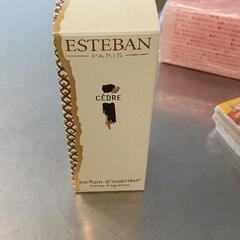 ESTEBAN
PARIS
CÈDRE
parfum d'intérieur
home fragrance